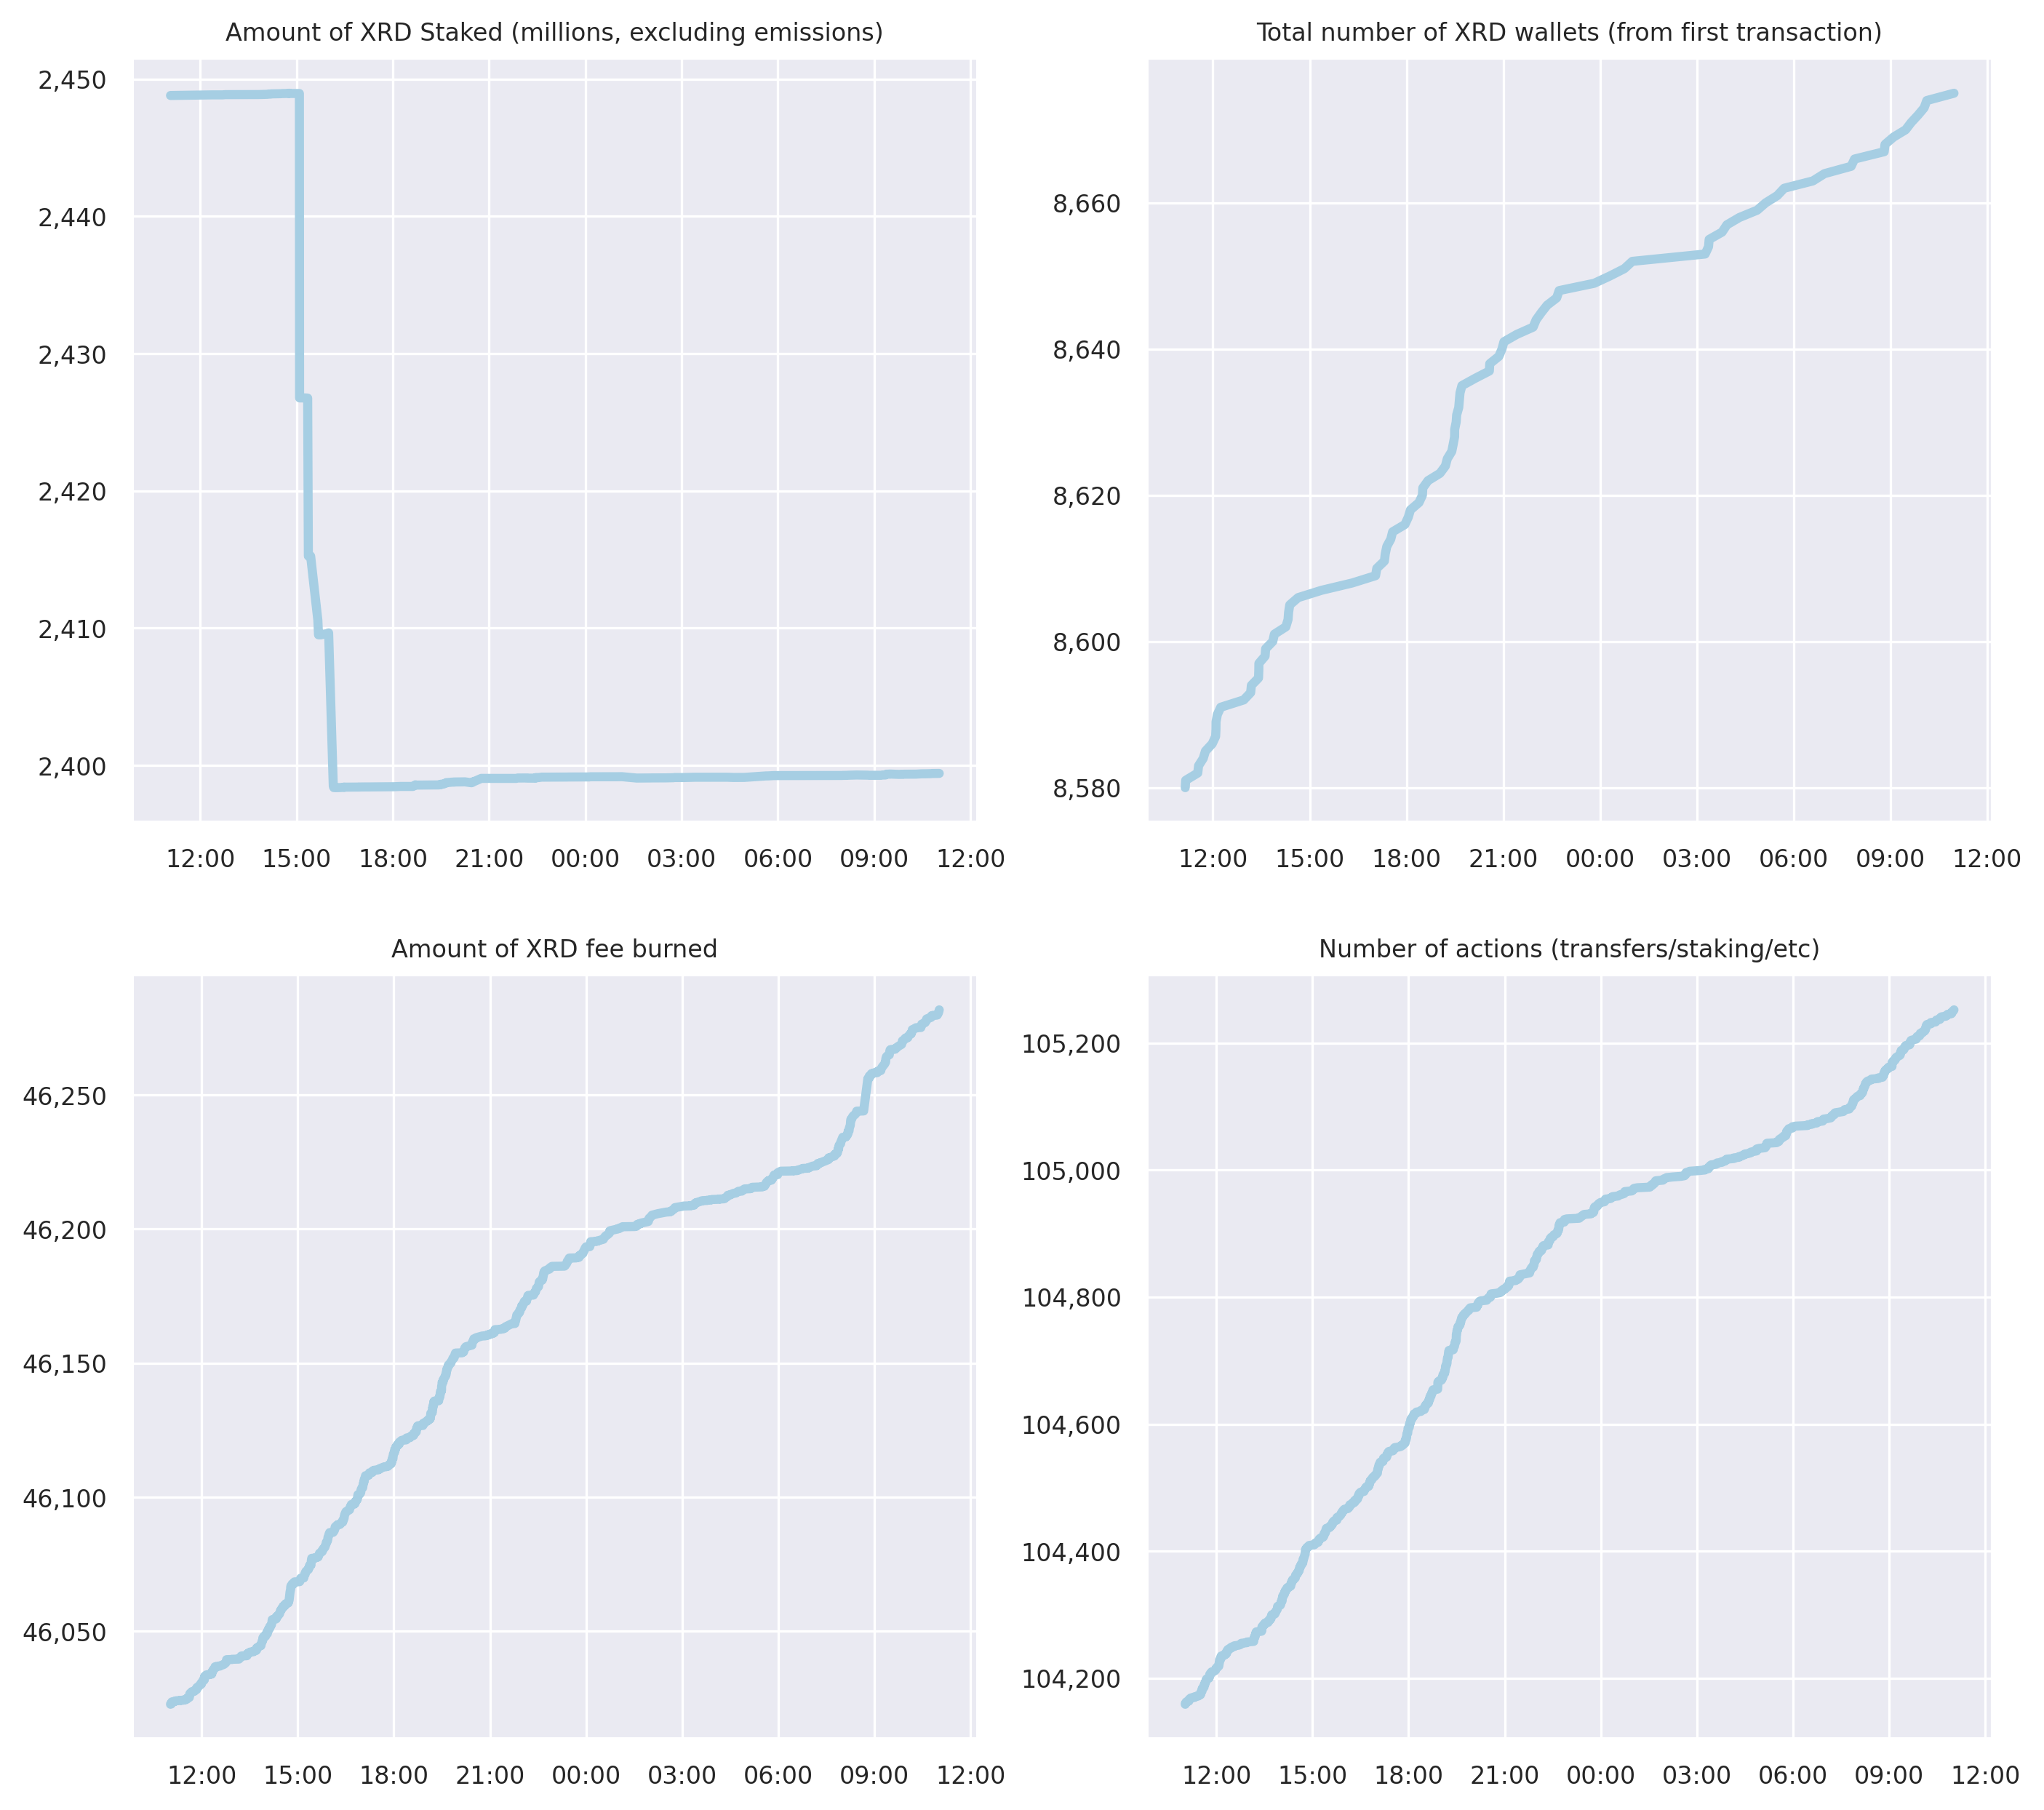 Amount of XRD Staked (millions, excluding emissions)
2,450
2,440
2,430
2,420
2,410
2,400
12:00 15:00 18:00 21:00 00:00 03:00 06:00 09:00 12:00
Total number of XRD wallets (from first transaction)
8,660
8,640
8,620
8,600
8,580
12:00 15:00 18:00 21:00 00:00 03:00 06:00 09:00 12:00
Amount of XRD fee burned
46,250
46,200
46,150
46,100
46,050
12:00 15:00 18:00 21:00 00:00 03:00 06:00 09:00 12:00
Number of actions (transfers/staking/etc)
105,200
105,000
104,800
104,600
104,400
104,200
12:00 15:00 18:00 21:00 00:00 03:00 06:00 09:00 12:00